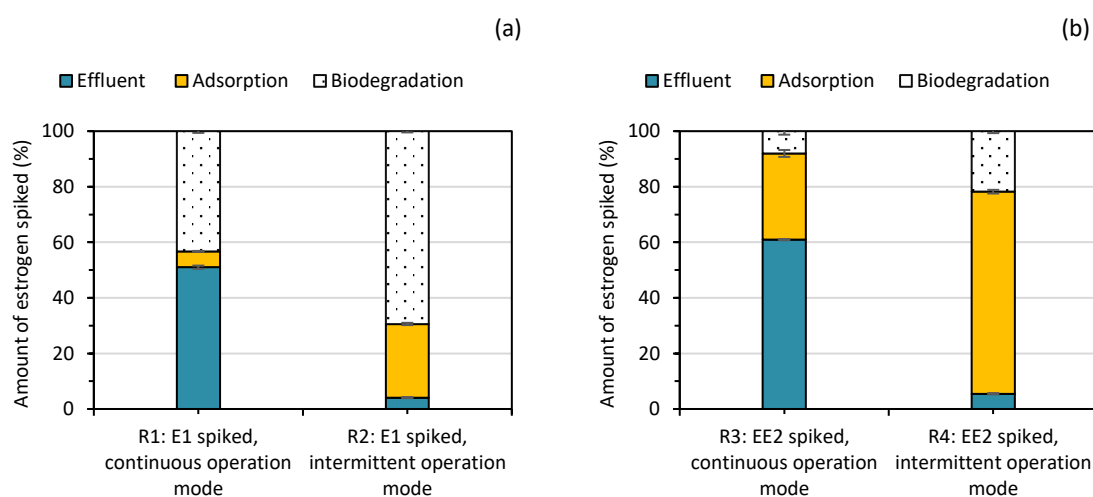 (a)
Effluent Adsorption Biodegradation
Amount of estrogen spiked (%)
100
80
60
40
20
0
R1: E1 spiked,
continuous operation
mode
R2: E1 spiked,
intermittent operation
mode
(b)
Effluent Adsorption Biodegradation
Amount of estrogen spiked (%)
100
80
60
40
20
0
R3: EE2 spiked,
continuous operation
mode
R4: EE2 spiked,
intermittent operation
mode